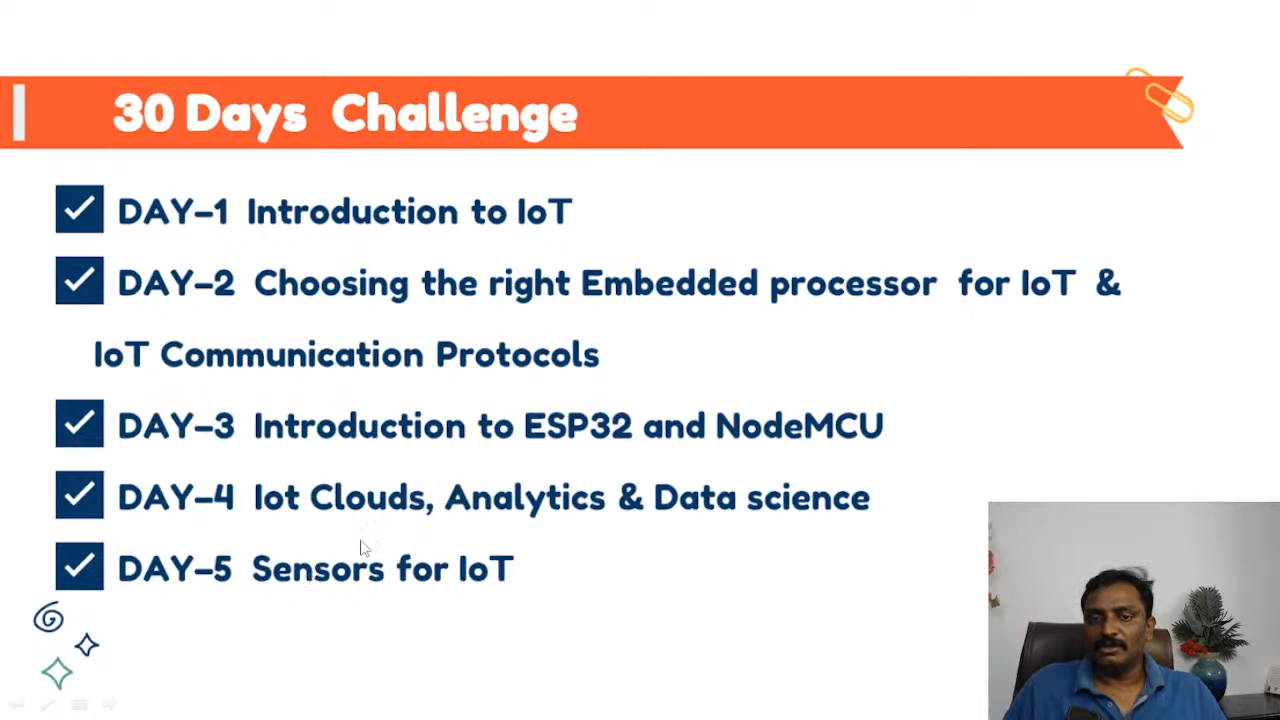 30 Days Challenge
DAY-1 Introduction to IoT
DAY-2 Choosing the right Embedded processor for IoT &
IoT Communication Protocols
DAY-3 Introduction to ESP32 and NodeMCU
DAY-4 Iot Clouds, Analytics & Data science
DAY-5 Sensors for IoT